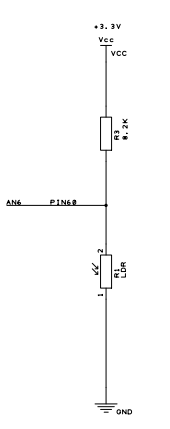 +3.3V
Vcc
VCC
R3
8.2K
AN6 PIN60
2
R1
LDR
1
GND